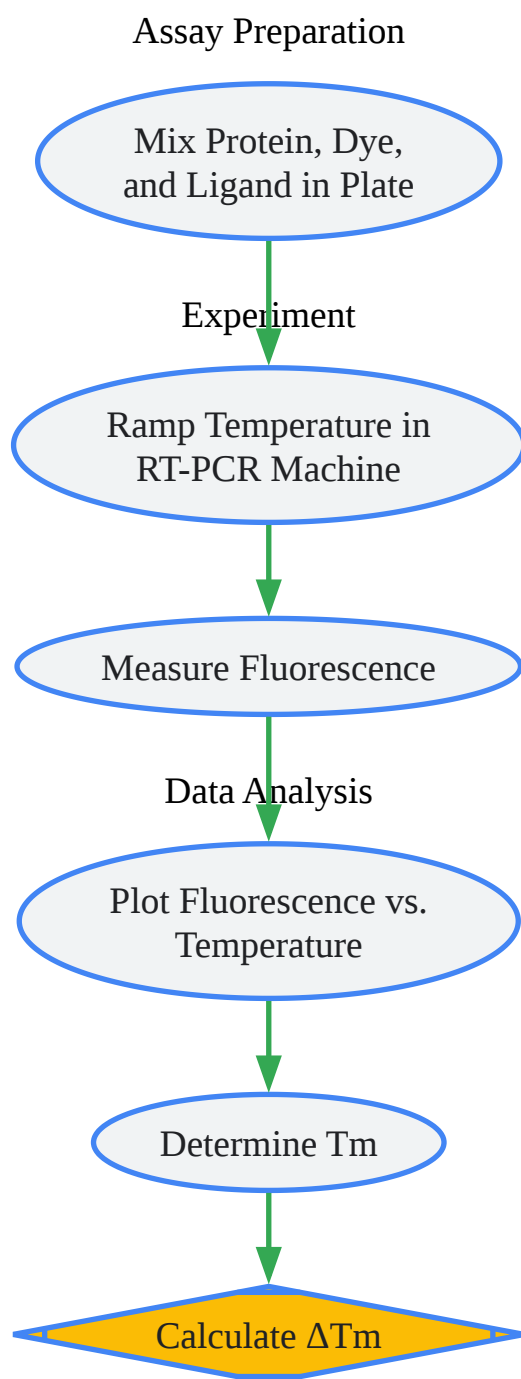 Assay Preparation
Mix Protein, Dye,
and Ligand in Plate
Experiment
Ramp Temperature in
RT-PCR Machine
Measure Fluorescence
Data Analysis
Plot Fluorescence vs.
Temperature
Determine Tm
Calculate ΔTm